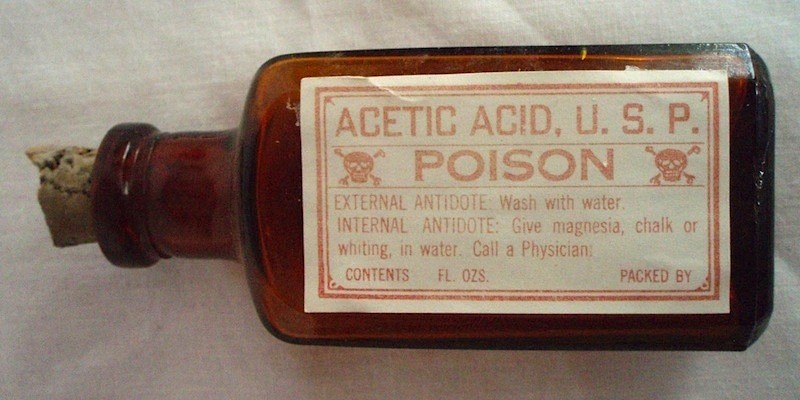 ACETIC ACID, U. S. P.
POISON
EXTERNAL ANTIDOTE: Wash with water.
INTERNAL ANTIDOTE: Give magnesia, chalk or
whiting, in water. Call a Physician.
CONTENTS FL. OZS. PACKED BY